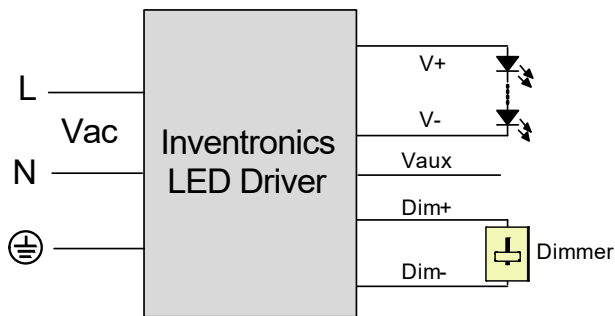 L
Vac
N
Inventronics
LED Driver
V+
V-
Vaux
Dim+
Dimmer
Dim-